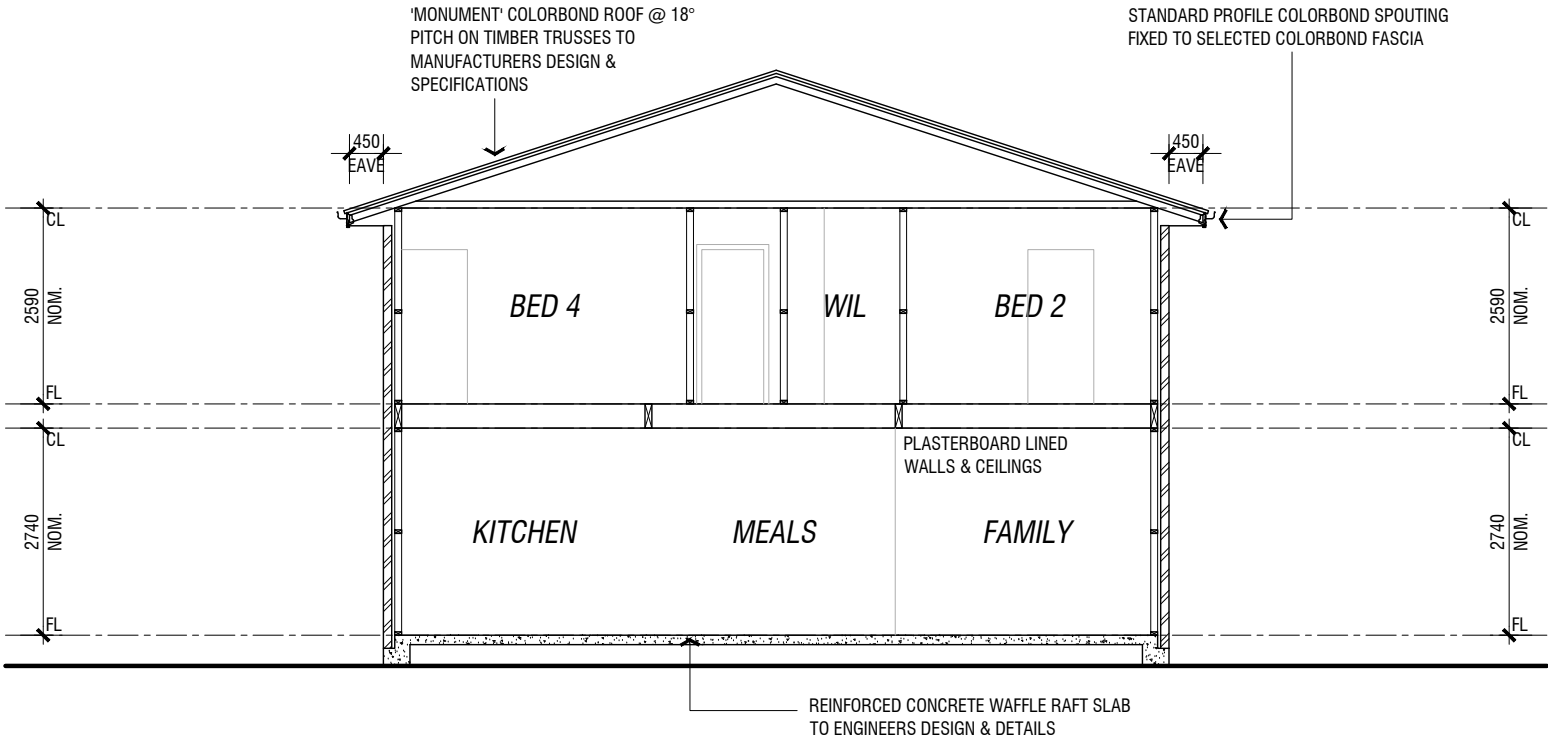 'MONUMENT' COLORBOND ROOF @ 18°
PITCH ON TIMBER TRUSSES TO
MANUFACTURERS DESIGN &
SPECIFICATIONS
STANDARD PROFILE COLORBOND SPOUTING
FIXED TO SELECTED COLORBOND FASCIA
450
EAVE
450
EAVE
CL
CL
2590
NOM.
BED 4
WIL
BED 2
2590
NOM.
FL
FL
CL
CL
PLASTERBOARD LINED
WALLS & CEILINGS
2740
NOM.
KITCHEN
MEALS
FAMILY
2740
NOM.
FL
FL
REINFORCED CONCRETE WAFFLE RAFT SLAB
TO ENGINEERS DESIGN & DETAILS